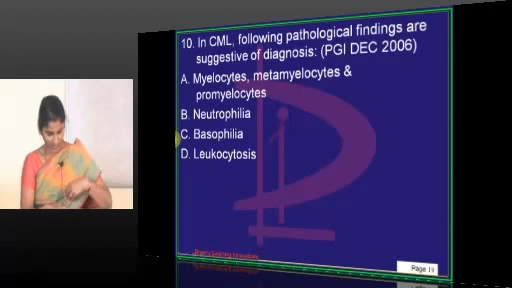 10. In CML, following pathological findings are
suggestive of diagnosis: (PGI DEC 2006)
A. Myelocytes, metamyelocytes &
promyelocytes
B. Neutrophilia
C. Basophilia
D. Leukocytosis
Page 19